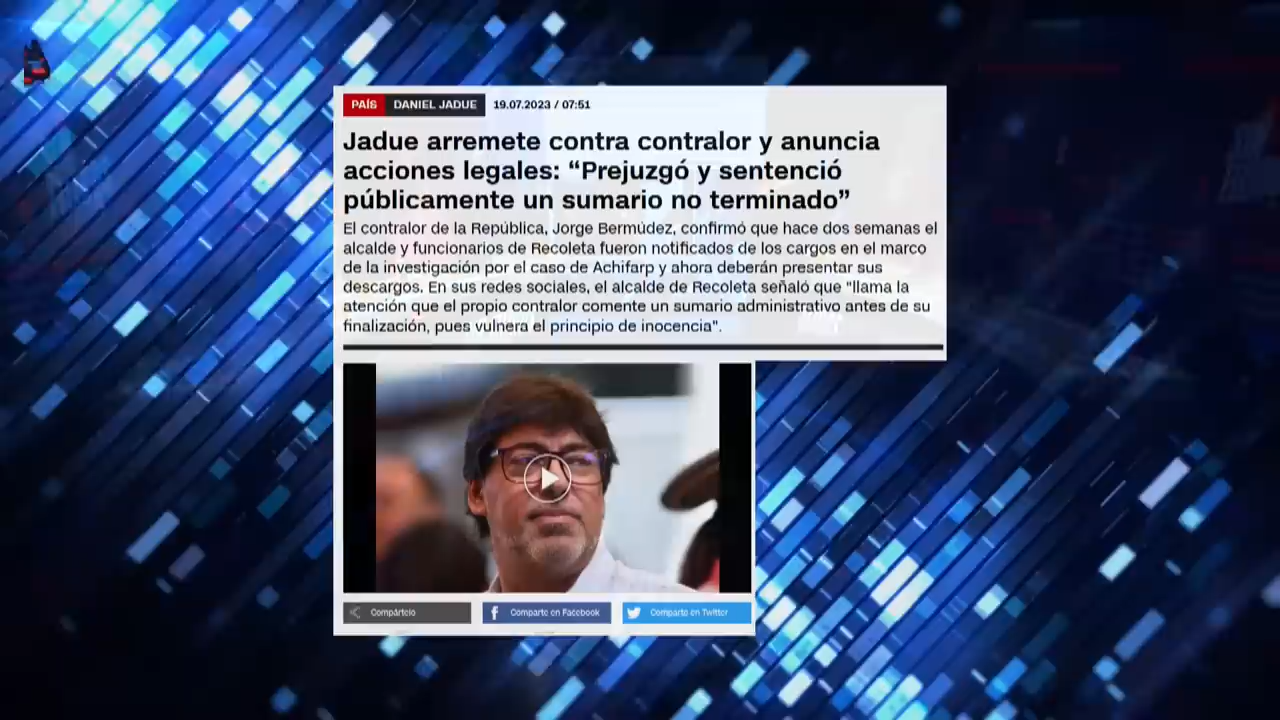 PAÍS DANIEL JADUE 19.07.2023 / 07:51
Jadue arremete contra contralor y anuncia
acciones legales: “Prejuzgó y sentenció
públicamente un sumario no terminado”
El contralor de la República, Jorge Bermúdez, confirmó que hace dos semanas el
alcalde y funcionarios de Recoleta fueron notificados de los cargos en el marco
de la investigación por el caso de Achifarp y ahora deberán presentar sus
descargos. En sus redes sociales, el alcalde de Recoleta señaló que "llama la
atención que el propio contralor comente un sumario administrativo antes de su
finalización, pues vulnera el principio de inocencia".
Compártelo Comparte en Facebook Comparte en Twitter